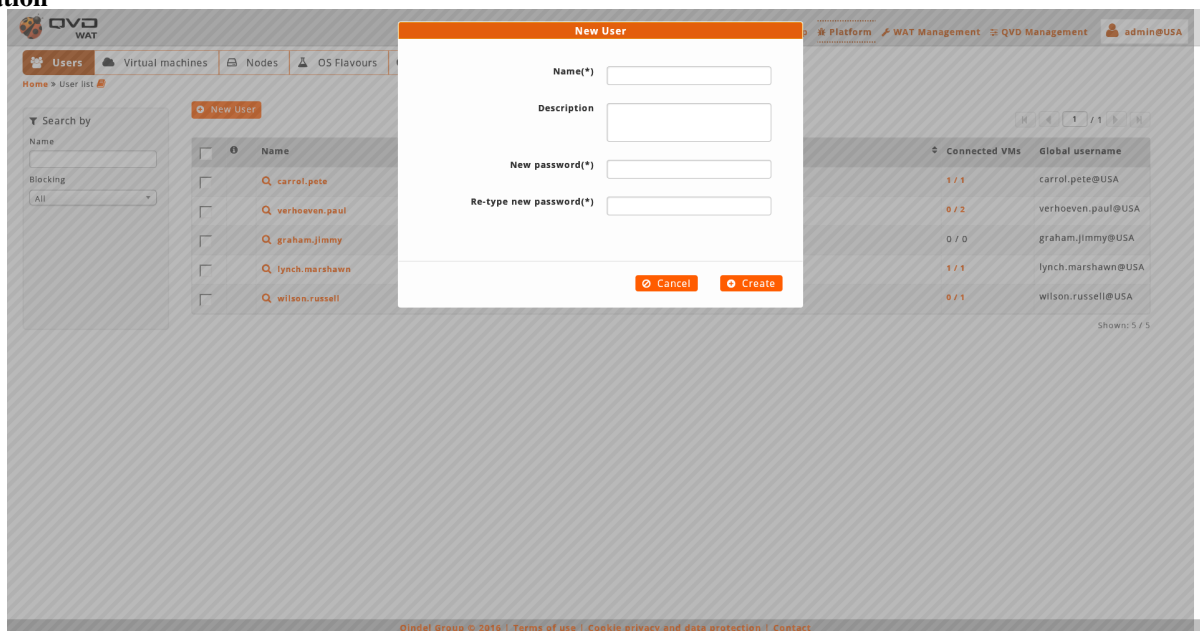 QVD
WAT
Platform WAT Management QVD Management admin@USA
Users Virtual machines Nodes OS Flavours
Home » User list
New User
Name(*)
Description
New password(*)
Re-type new password(*)
Cancel Create
Search by
Name
Blocking
All
New User
1 / 1
Name Connected VMs Global username
carrol.pete 1 / 1 carrol.pete@USA
verhoeven.paul 0 / 2 verhoeven.paul@USA
graham.jimmy 0 / 0 graham.jimmy@USA
lynch.marshawn 1 / 1 lynch.marshawn@USA
wilson.russell 0 / 1 wilson.russell@USA
Shown: 5 / 5
Qindel Group © 2016 | Terms of use | Cookie privacy and data protection | Contact